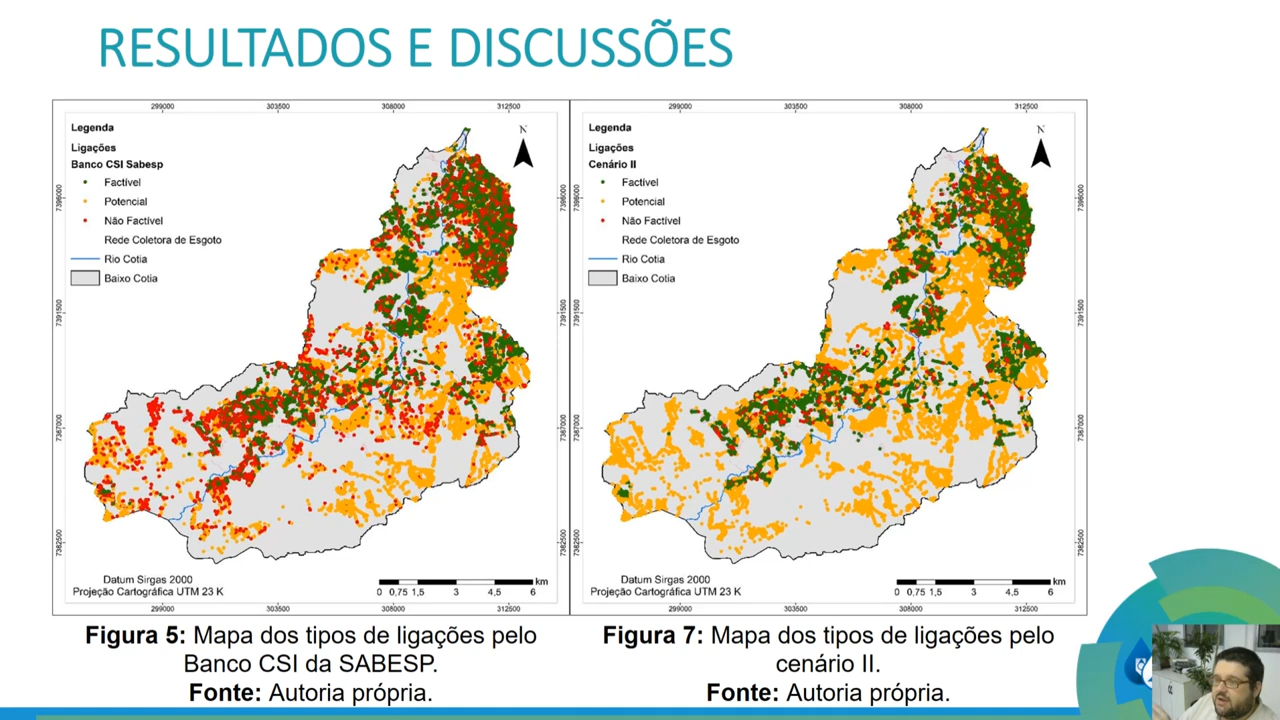 RESULTADOS E DISCUSSÕES
299000 303500 308000 312500
Legenda
Ligações
Banco CSI Sabesp
Factível
Potencial
Não Factível
Rede Coletora de Esgoto
Rio Cotia
Baixo Cotia
N
7396000
7391500
7387000
7382500
Datum Sirgas 2000
Projeção Cartográfica UTM 23 K
km
0 0,75 1,5 3 4,5 6
299000 303500 308000 312500
299000 303500 308000 312500
Legenda
Ligações
Cenário II
Factível
Potencial
Não Factível
Rede Coletora de Esgoto
Rio Cotia
Baixo Cotia
N
7396000
7391500
7387000
7382500
7396000
7391500
7387000
7382500
Datum Sirgas 2000
Projeção Cartográfica UTM 23 K
km
0 0,75 1,5 3 4,5 6
299000 303500 308000 312500
Figura 5: Mapa dos tipos de ligações pelo
Banco CSI da SABESP.
Fonte: Autoria própria.
Figura 7: Mapa dos tipos de ligações pelo
cenário II.
Fonte: Autoria própria.